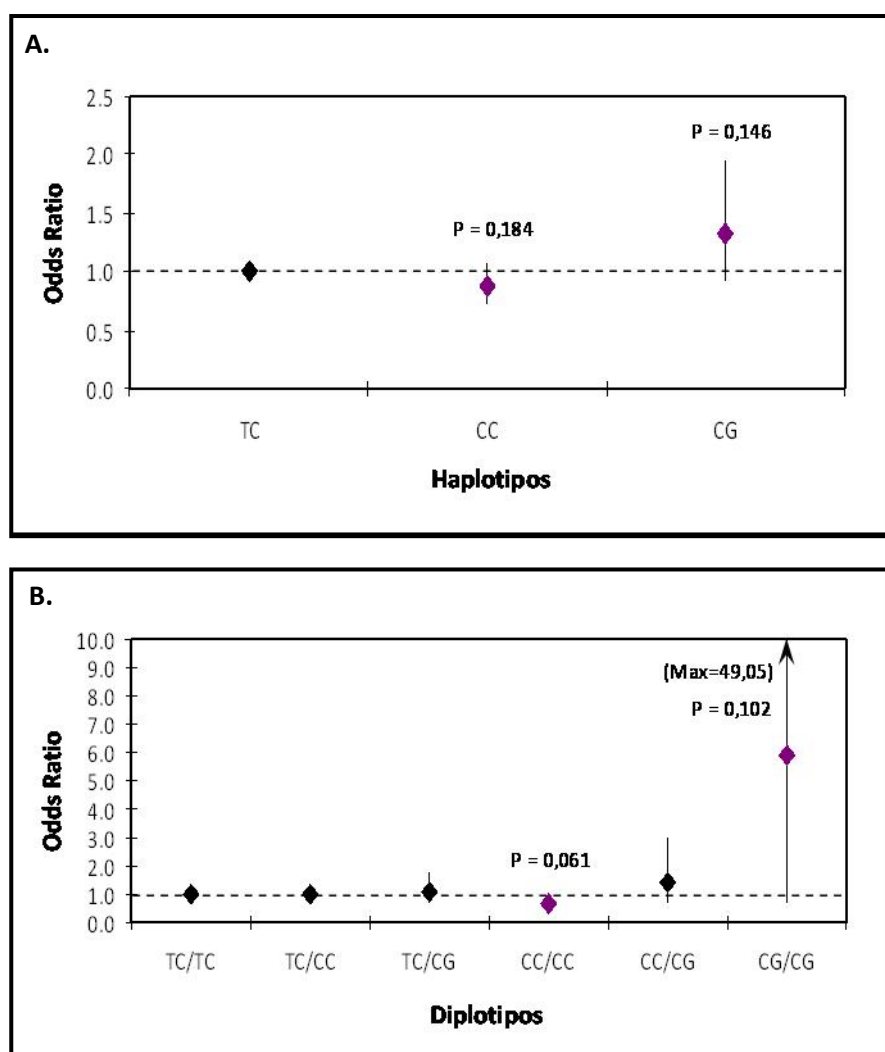 A.
2.5
2.0
1.5
1.0
0.5
0.0
Odds Ratio
P = 0,184
P = 0,146
TC CC CG
Haplotipos
B.
10.0
9.0
8.0
7.0
6.0
5.0
4.0
3.0
2.0
1.0
0.0
Odds Ratio
(Max=49,05)
P = 0,102
P = 0,061
TC/TC TC/CC TC/CG CC/CC CC/CG CG/CG
Diplotipos